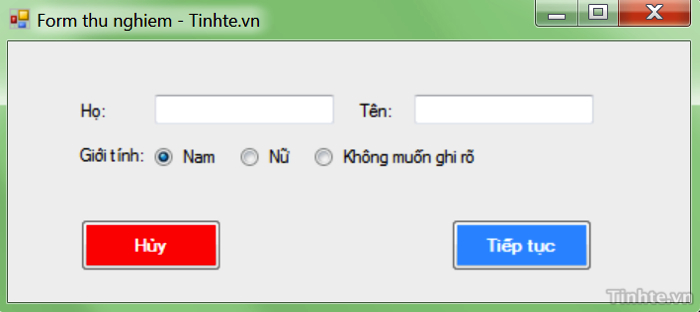 Form thu nghiem - Tinhte.vn
Họ: Tên:
Giới tính: Nam Nữ Không muốn ghi rõ
Hủy Tiếp tục
Tinhte.vn